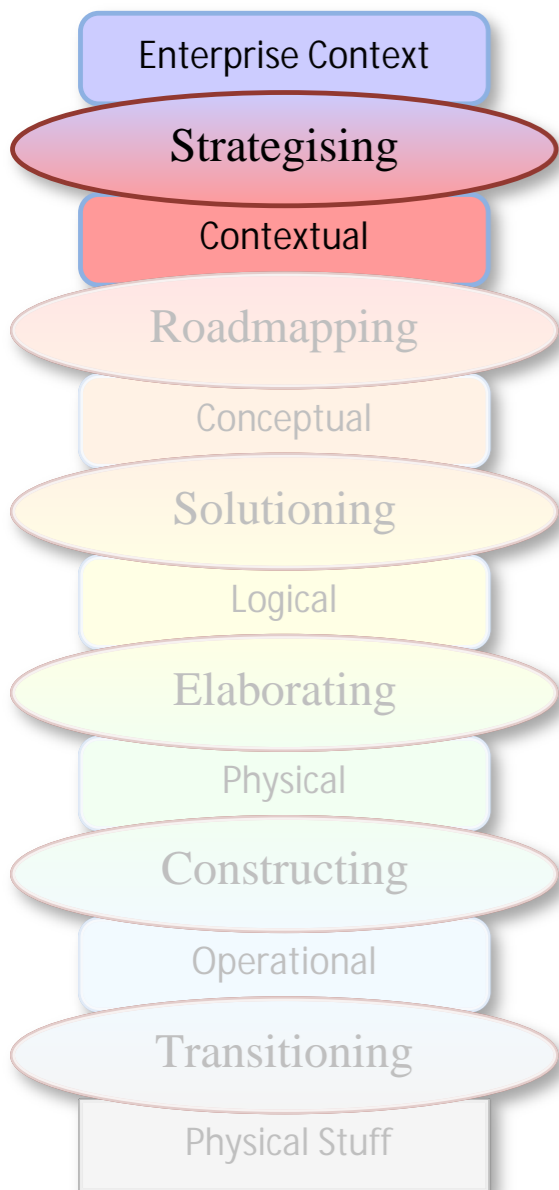 Enterprise Context
Strategising
Contextual
Roadmapping
Conceptual
Solutioning
Logical
Elaborating
Physical
Constructing
Operational
Transitioning
Physical Stuff